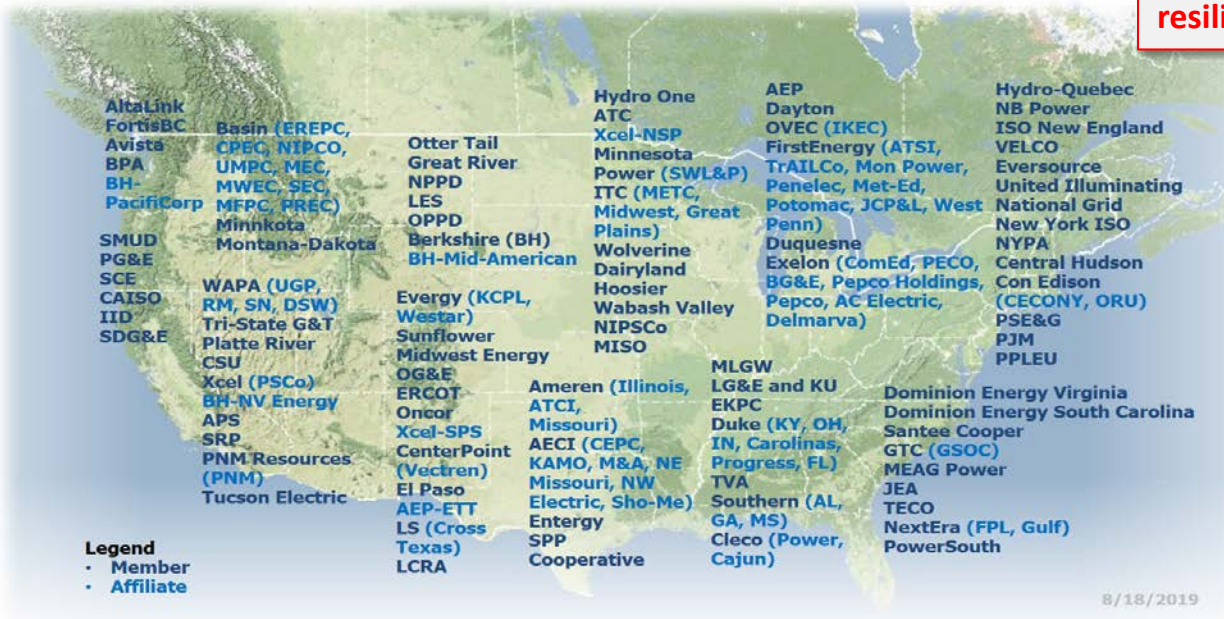 resili
AltaLink
FortisBC
Avista
BPA
BH-
PacifiCorp
SMUD
PG&E
SCE
CAISO
IID
SDG&E
Basin (EREPC,
CPEC, NIPCO,
UMPC, MEC,
MWEC, SEC,
MFPC, PREC)
Minnkota
Montana-Dakota
WAPA (UGP,
RM, SN, DSW)
Tri-State G&T
Platte River
CSU
Xcel (PSCo)
BH-NV Energy
APS
SRP
PNM Resources
(PNM)
Tucson Electric
Otter Tail
Great River
NPPD
LES
OPPD
Berkshire (BH)
BH-Mid-American
Evergy (KCPL,
Westar)
Sunflower
Midwest Energy
OG&E
ERCOT
Oncor
Xcel-SPS
CenterPoint
(Vectren)
El Paso
AEP-ETT
LS (Cross
Texas)
LCRA
Hydro One
ATC
Xcel-NSP
Minnesota
Power (SWL&P)
ITC (METC,
Midwest, Great
Plains)
Wolverine
Dairyland
Hoosier
Wabash Valley
NIPSCo
MISO
Ameren (Illinois,
ATCI,
Missouri)
AECI (CEPC,
KAMO, M&A, NE
Missouri, NW
Electric, Sho-Me)
Entergy
SPP
Cooperative
AEP
Dayton
OVEC (IKEC)
FirstEnergy (ATSI,
TrAILCo, Mon Power,
Penelec, Met-Ed,
Potomac, JCP&L, West
Penn)
Duquesne
Exelon (ComEd, PECO,
BG&E, Pepco Holdings,
Pepco, AC Electric,
Delmarva)
MLGW
LG&E and KU
EKPC
Duke (KY, OH,
IN, Carolinas,
Progress, FL)
TVA
Southern (AL,
GA, MS)
Cleco (Power,
Cajun)
Hydro-Quebec
NB Power
ISO New England
VELCO
Eversource
United Illuminating
National Grid
New York ISO
NYPA
Central Hudson
Con Edison
(CECONY, ORU)
PSE&G
PJM
PPLEU
Dominion Energy Virginia
Dominion Energy South Carolina
Santee Cooper
GTC (GSOC)
MEAG Power
JEA
TECO
NextEra (FPL, Gulf)
PowerSouth
Legend
• Member
• Affiliate
8/18/2019